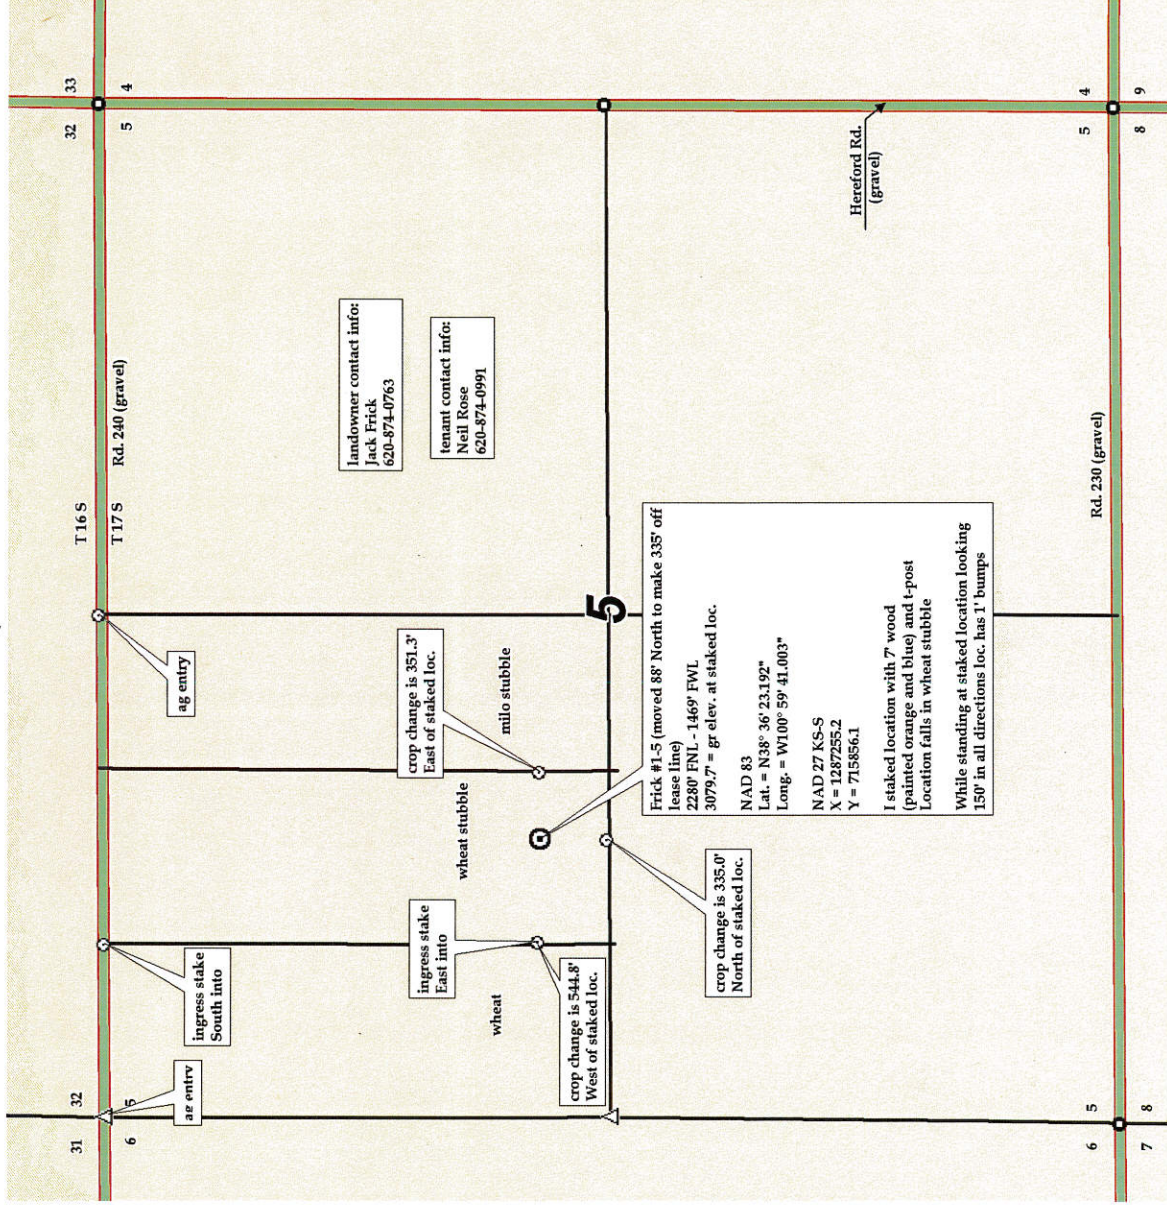 31
32
T 16 S
32
33
6
5
T 17 S
Rd. 240 (gravel)
5
4
ag entry
ingress stake
South into
ag entry
landowner contact info:
Jack Frick
620-874-0763
tenant contact info:
Neil Rose
620-874-0991
crop change is 351.3'
East of staked loc.
ingress stake
East into
wheat stubble
milo stubble
wheat
crop change is 544.8'
West of staked loc.
5
crop change is 335.0'
North of staked loc.
Frick #1-5 (moved 88' North to make 335' off
lease line)
2280' FNL - 1469' FWL
3079.7' = gr elev. at staked loc.
NAD 83
Lat. = N38° 36' 23.192"
Long. = W100° 59' 41.003"
NAD 27 KS-S
X = 1287255.2
Y = 715856.1
I staked location with 7' wood
(painted orange and blue) and t-post
Location falls in wheat stubble
While standing at staked location looking
150' in all directions loc. has 1' bumps
Hereford Rd.
(gravel)
6
5
Rd. 230 (gravel)
5
4
7
8
8
9